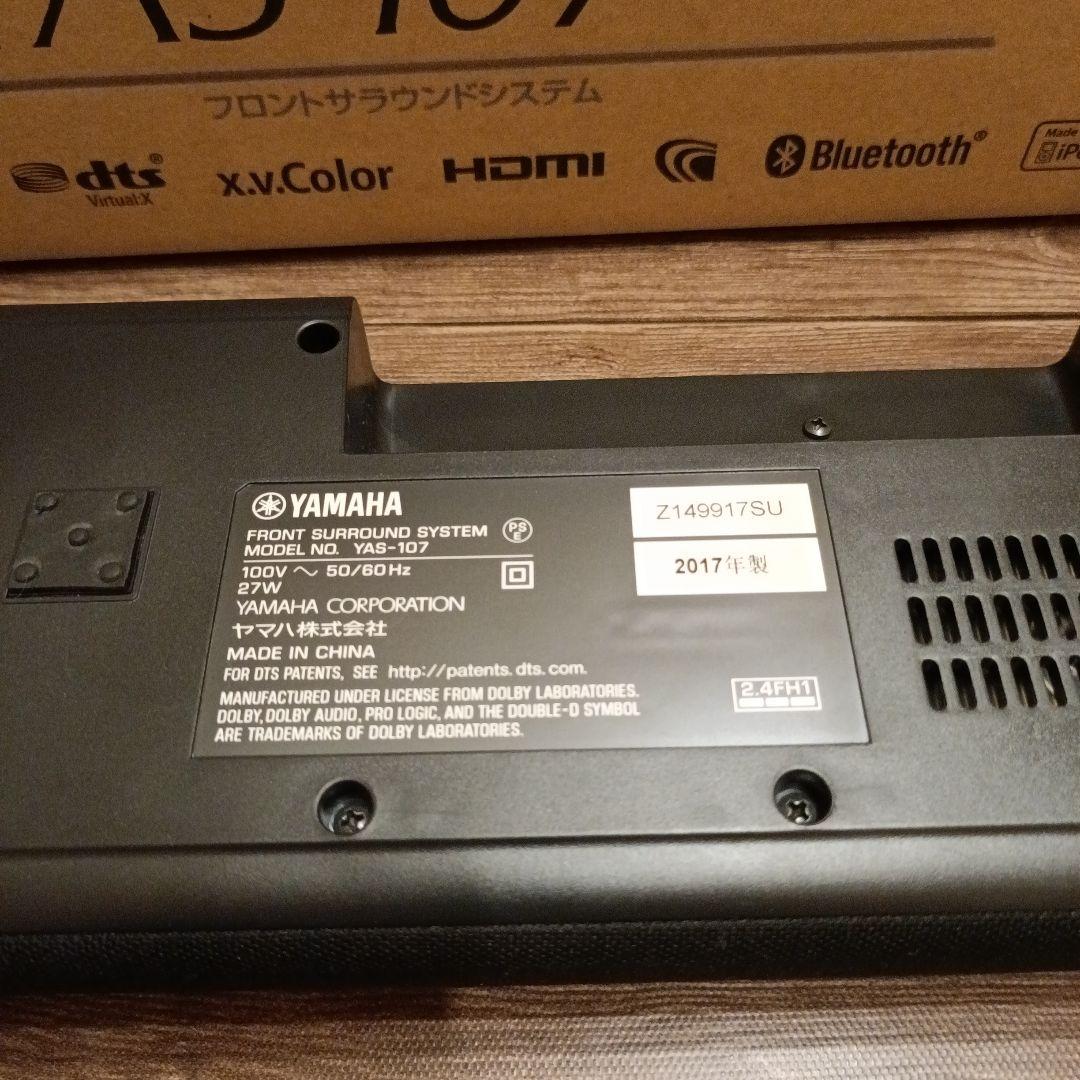 AS-107
フロントサラウンドシステム
dts®
Virtual:X
x.v.Color
HDMI
Bluetooth®
Made
YAMAHA
FRONT SURROUND SYSTEM
MODEL NO. YAS-107
PS
E
100V ～ 50/60Hz
27W
YAMAHA CORPORATION
ヤマハ株式会社
MADE IN CHINA
FOR DTS PATENTS, SEE http://patents.dts.com.
MANUFACTURED UNDER LICENSE FROM DOLBY LABORATORIES.
DOLBY, DOLBY AUDIO, PRO LOGIC, AND THE DOUBLE-D SYMBOL
ARE TRADEMARKS OF DOLBY LABORATORIES.
Z149917SU
2017年製
2.4FH1